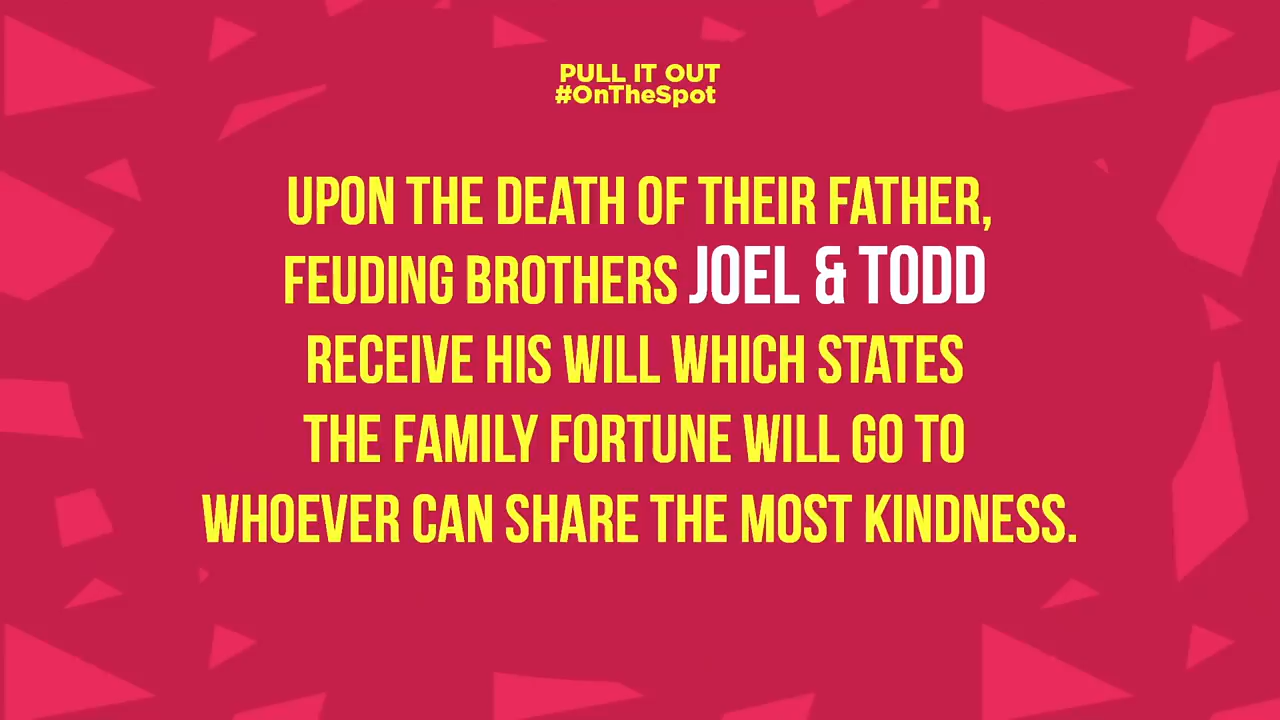 PULL IT OUT
#OnTheSpot
UPON THE DEATH OF THEIR FATHER,
FEUDING BROTHERS JOEL & TODD
RECEIVE HIS WILL WHICH STATES
THE FAMILY FORTUNE WILL GO TO
WHOEVER CAN SHARE THE MOST KINDNESS.